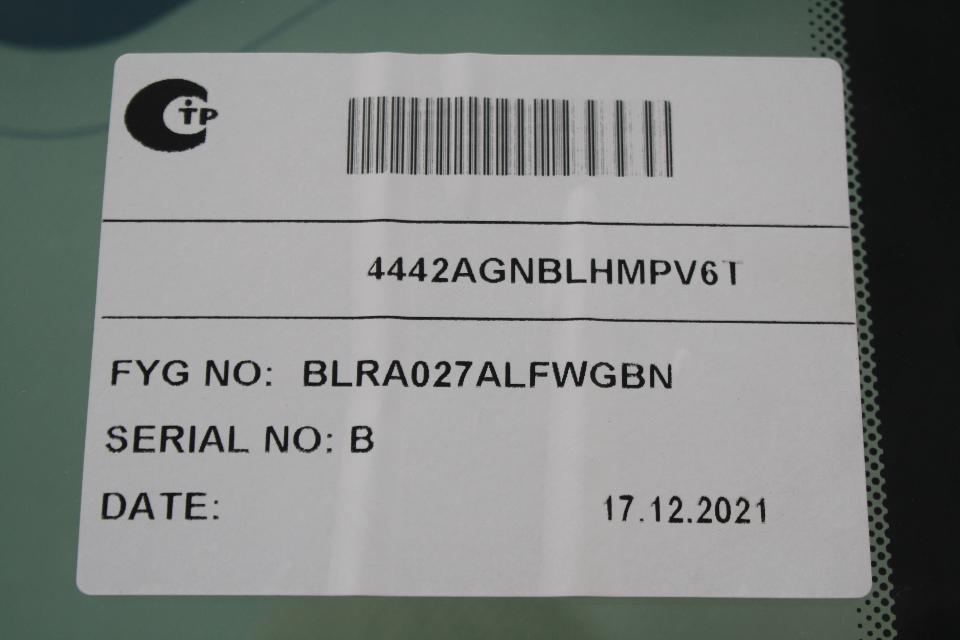 TP
4442AGNBLHMPV6T
FYG NO: BLRA027ALFWGBN
SERIAL NO: B
DATE: 17.12.2021